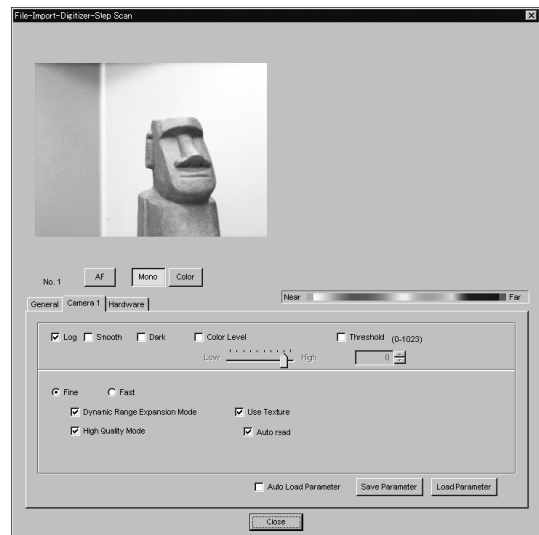 File-Import-Digitizer-Step Scan
No. 1 AF Mono Color
Near Far
General Camera 1 Hardware
Log Smooth Dark Color Level Threshold (0-1023)
Low High 0
Fine Fast
Dynamic Range Expansion Mode Use Texture
High Quality Mode Auto read
Auto Load Parameter Save Parameter Load Parameter
Close